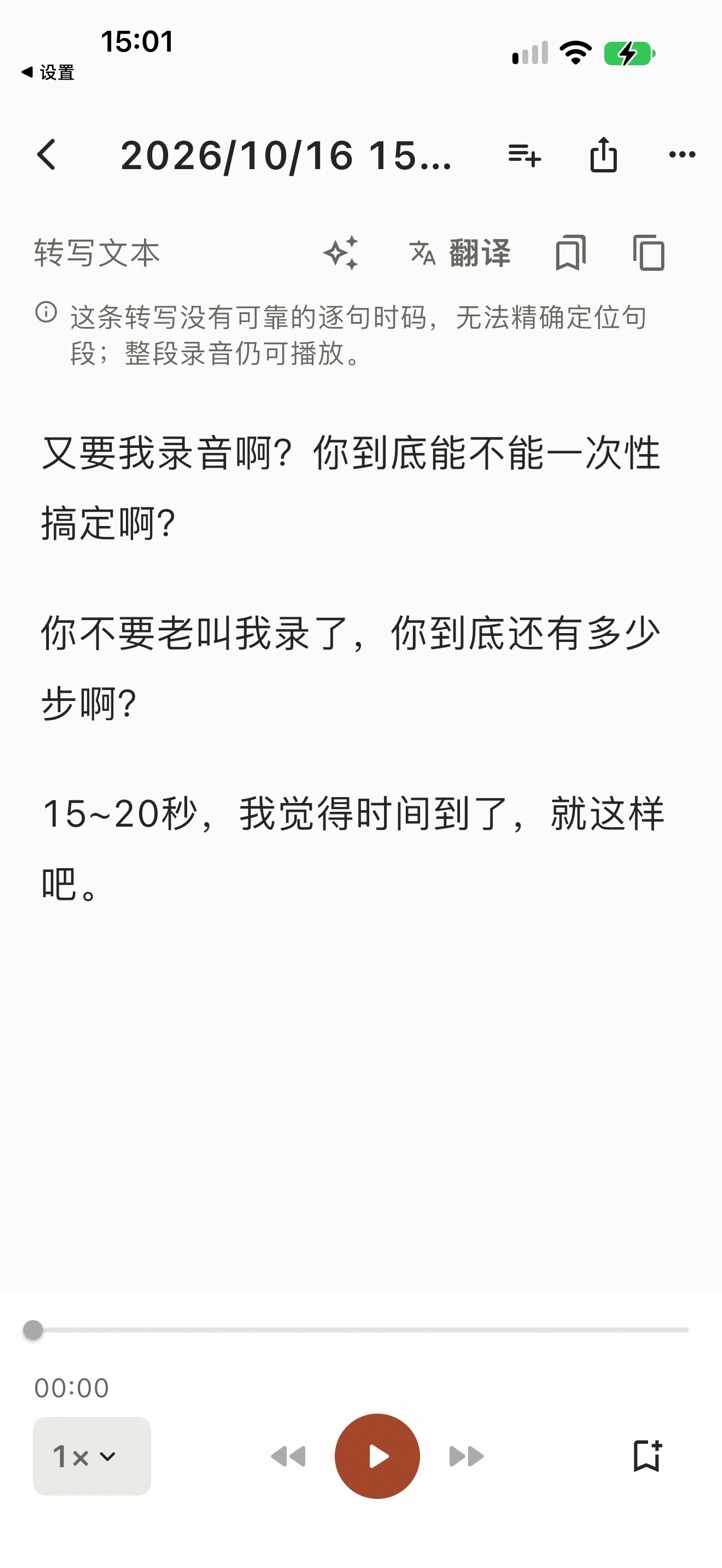 15:01
设置
2026/10/16 15...
转写文本
翻译
这条转写没有可靠的逐句时码，无法精确定位句
段；整段录音仍可播放。
又要我录音啊？你到底能不能一次性
搞定啊？
你不要老叫我录了，你到底还有多少
步啊？
15~20秒，我觉得时间到了，就这样
吧。
00:00
1×